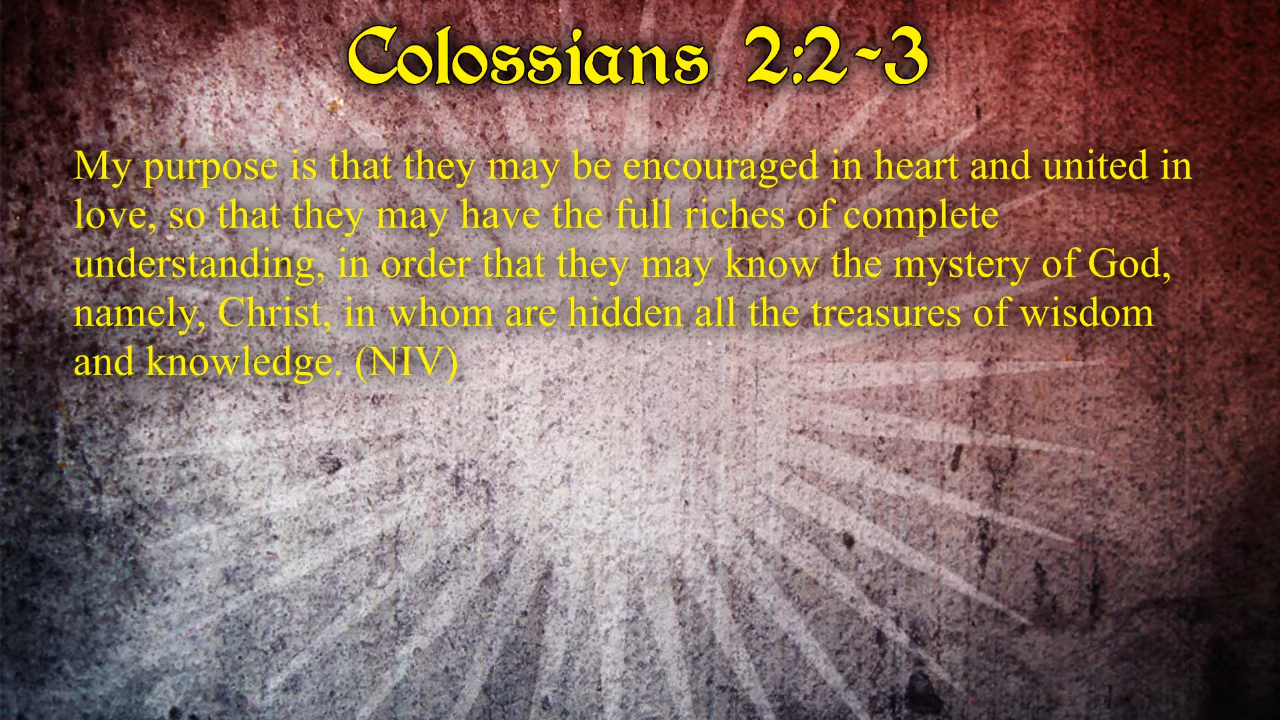 Colossians 2:2-3
My purpose is that they may be encouraged in heart and united in
love, so that they may have the full riches of complete
understanding, in order that they may know the mystery of God,
namely, Christ, in whom are hidden all the treasures of wisdom
and knowledge. (NIV)